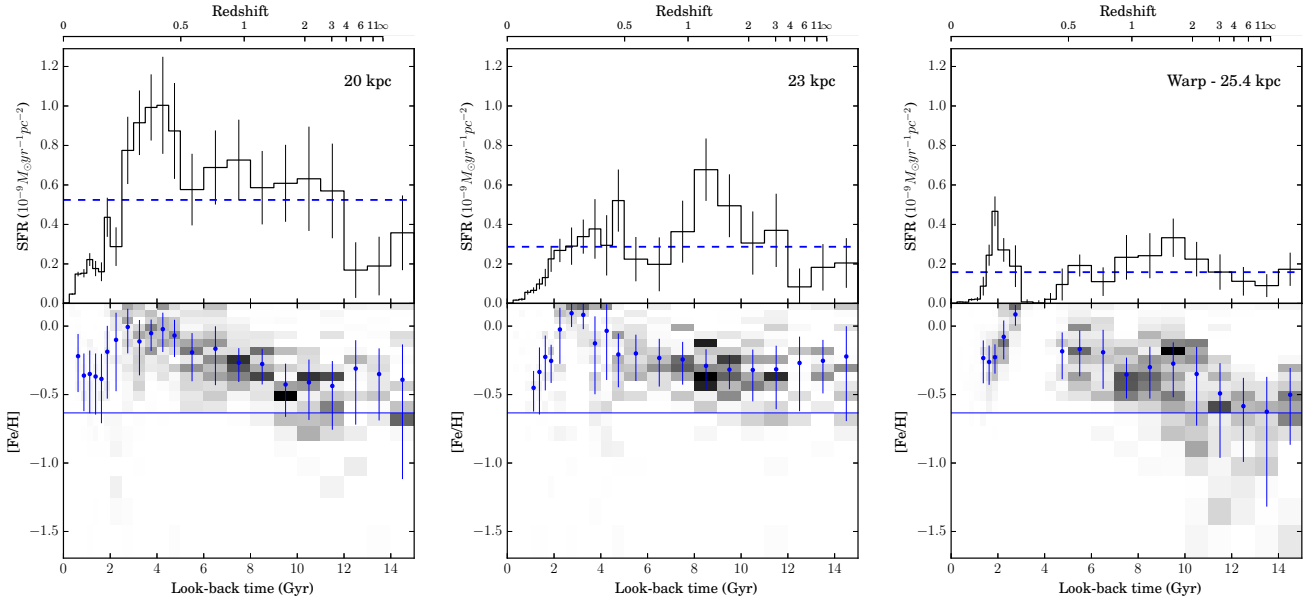 Redshift Redshift Redshift
0 0.5 1 2 3 4 6 11∞ 0 0.5 1 2 3 4 6 11∞ 0 0.5 1 2 3 4 6 11∞
20 kpc 23 kpc Warp - 25.4 kpc
1.2 1.2 1.2
1.0 1.0 1.0
0.8 0.8 0.8
0.6 0.6 0.6
0.4 0.4 0.4
0.2 0.2 0.2
0.0 0.0 0.0
SFR (10⁻⁹ M⊙ yr⁻¹ pc⁻²) SFR (10⁻⁹ M⊙ yr⁻¹ pc⁻²) SFR (10⁻⁹ M⊙ yr⁻¹ pc⁻²)
0.0 0.0 0.0
−0.5 −0.5 −0.5
−1.0 −1.0 −1.0
−1.5 −1.5 −1.5
[Fe/H] [Fe/H] [Fe/H]
0 2 4 6 8 10 12 14 0 2 4 6 8 10 12 14 0 2 4 6 8 10 12 14
Look-back time (Gyr) Look-back time (Gyr) Look-back time (Gyr)